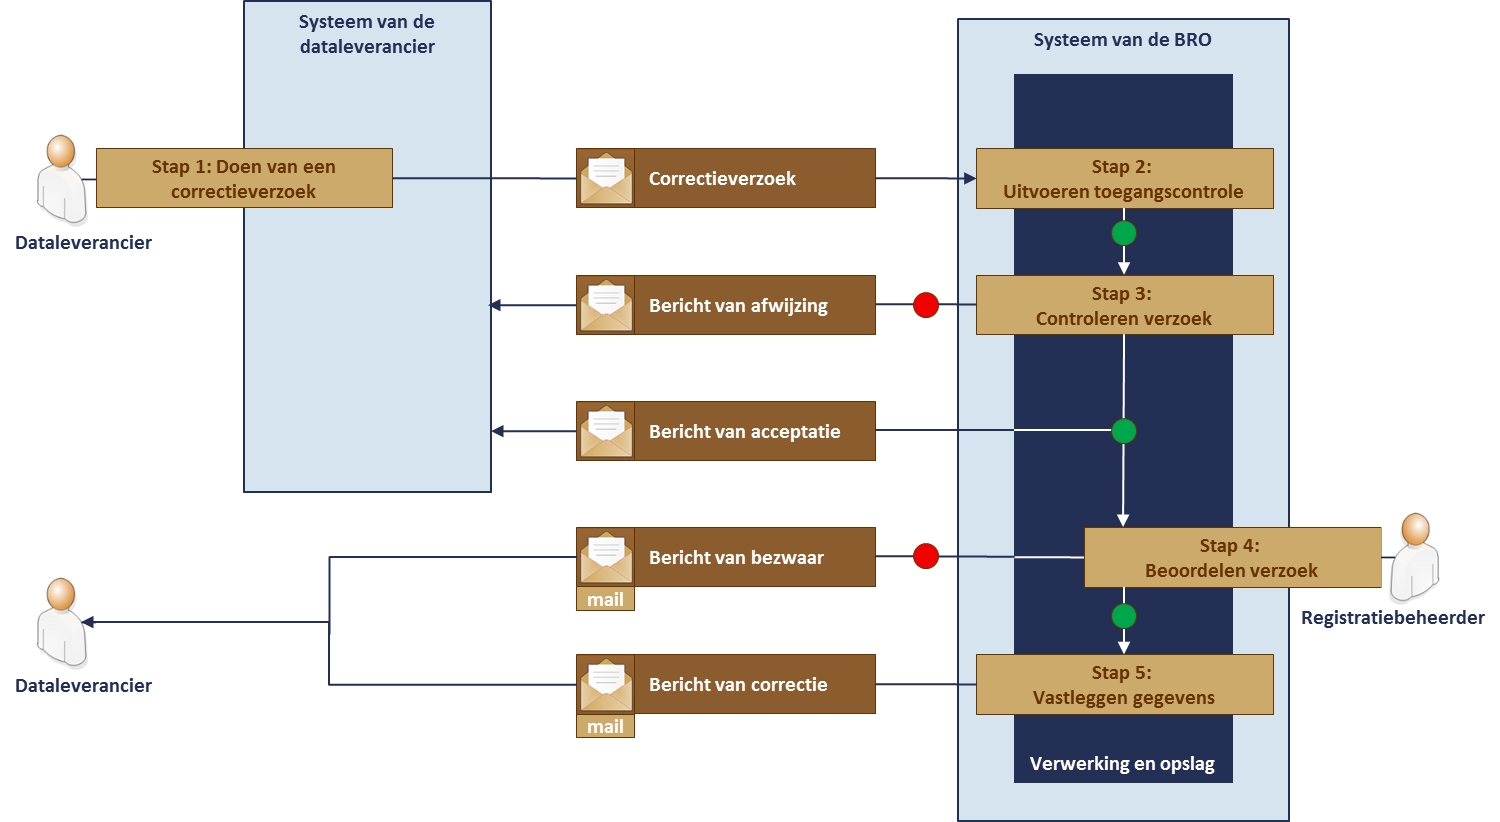 Systeem van de
dataleverancier
Systeem van de BRO
Stap 1: Doen van een
correctieverzoek
Correctieverzoek
Stap 2:
Uitvoeren toegangscontrole
Dataleverancier
Bericht van afwijzing
Stap 3:
Controleren verzoek
Bericht van acceptatie
Bericht van bezwaar
mail
Stap 4:
Beoordelen verzoek
Registratiebeheerder
Dataleverancier
Bericht van correctie
mail
Stap 5:
Vastleggen gegevens
Verwerking en opslag